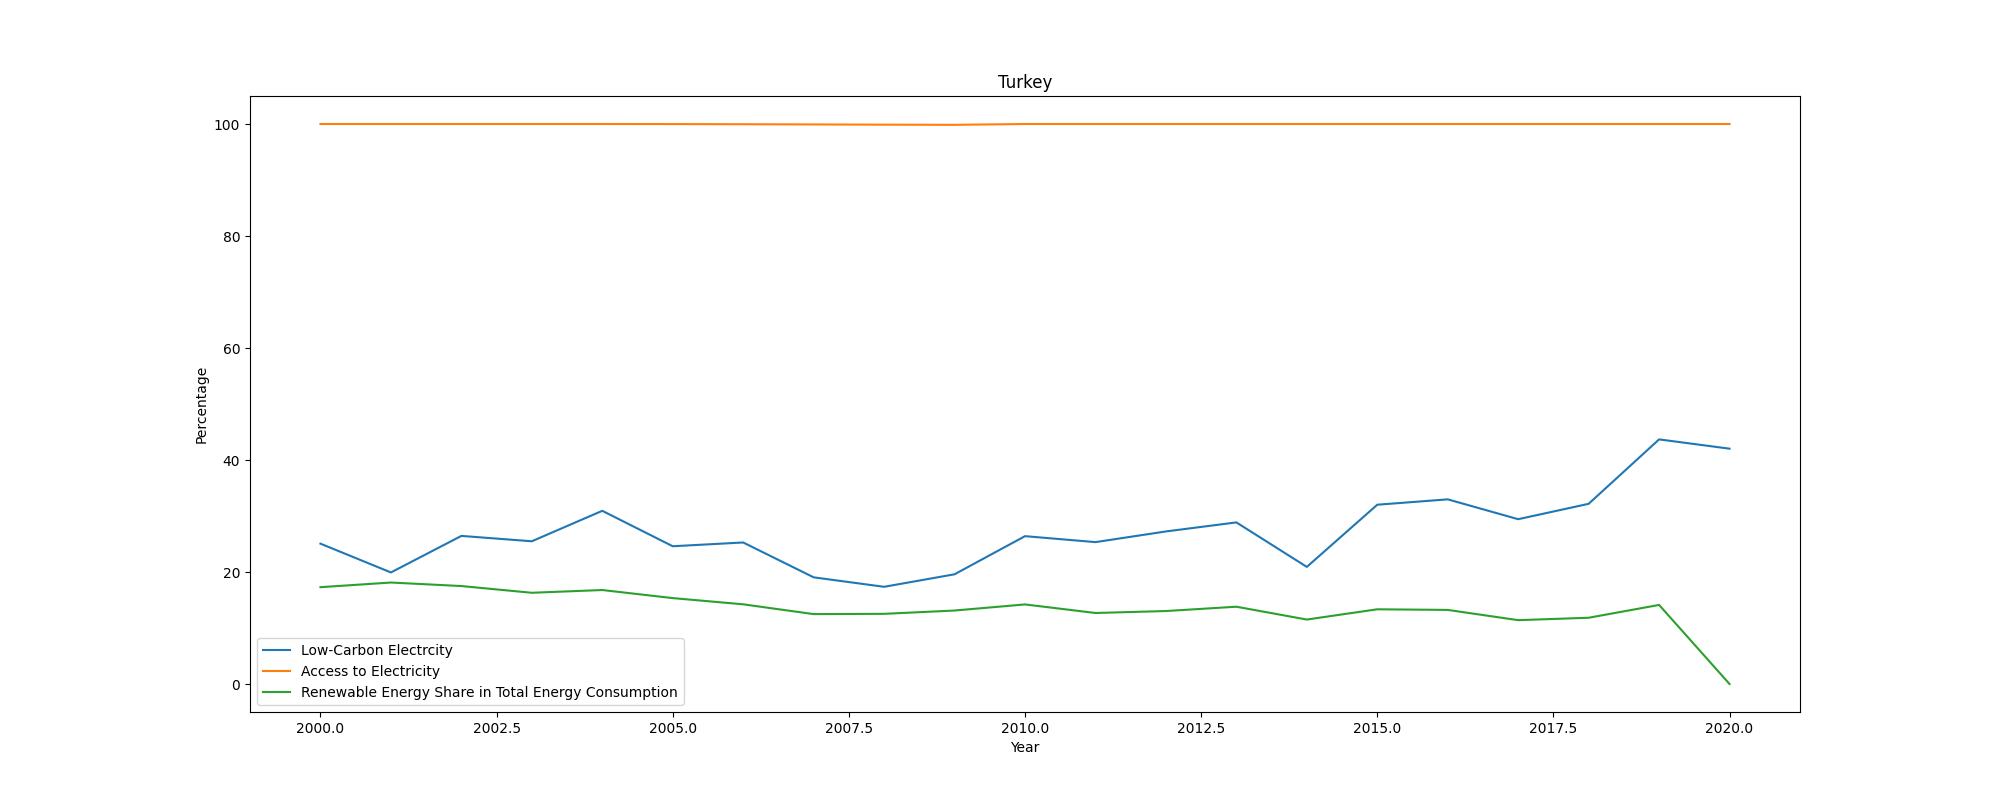 Turkey
100
80
60
40
20
0
Percentage
Low-Carbon Electrcity
Access to Electricity
Renewable Energy Share in Total Energy Consumption
2000.0 2002.5 2005.0 2007.5 2010.0 2012.5 2015.0 2017.5 2020.0
Year